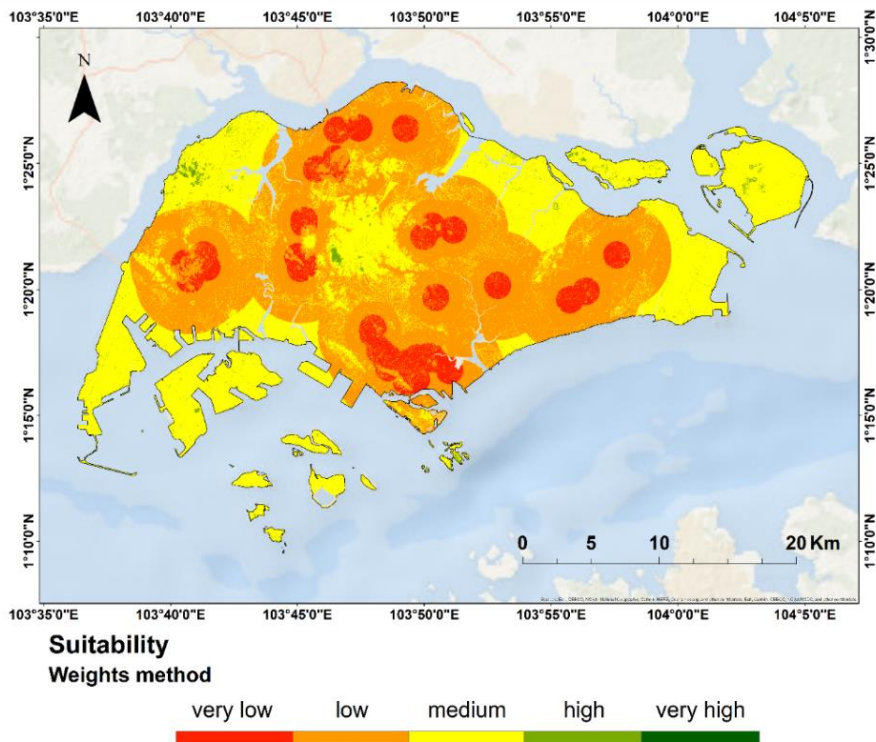 103°35'0"E 103°40'0"E 103°45'0"E 103°50'0"E 103°55'0"E 104°0'0"E 104°5'0"E
1°30'0"N
N
1°25'0"N 1°25'0"N
1°30'0"N
1°20'0"N 1°20'0"N
1°15'0"N 1°15'0"N
1°10'0"N 1°10'0"N
0 5 10 20 Km
103°35'0"E 103°40'0"E 103°45'0"E 103°50'0"E 103°55'0"E 104°0'0"E 104°5'0"E
Suitability
Weights method
very low low medium high very high